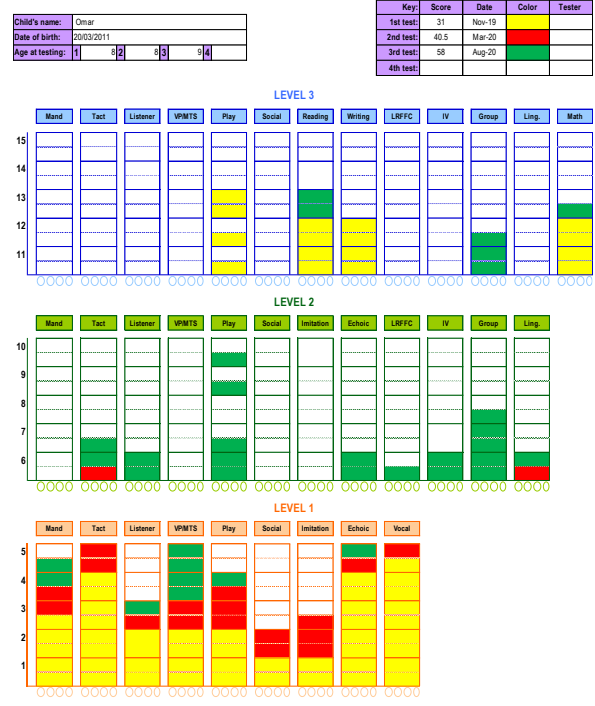 Key: Score Date Color Tester
Child's name: Omar
1st test: 31 Nov-19
Date of birth: 20/03/2011
2nd test: 40.5 Mar-20
Age at testing: 1 8 2 8 3 9 4
3rd test: 58 Aug-20
4th test:
LEVEL 3
Mand Tact Listener VP/MTS Play Social Reading Writing LRFFC IV Group Ling. Math
15
14
13
12
11
LEVEL 2
Mand Tact Listener VP/MTS Play Social Imitation Echoic LRFFC IV Group Ling.
10
9
8
7
6
LEVEL 1
Mand Tact Listener VP/MTS Play Social Imitation Echoic Vocal
5
4
3
2
1